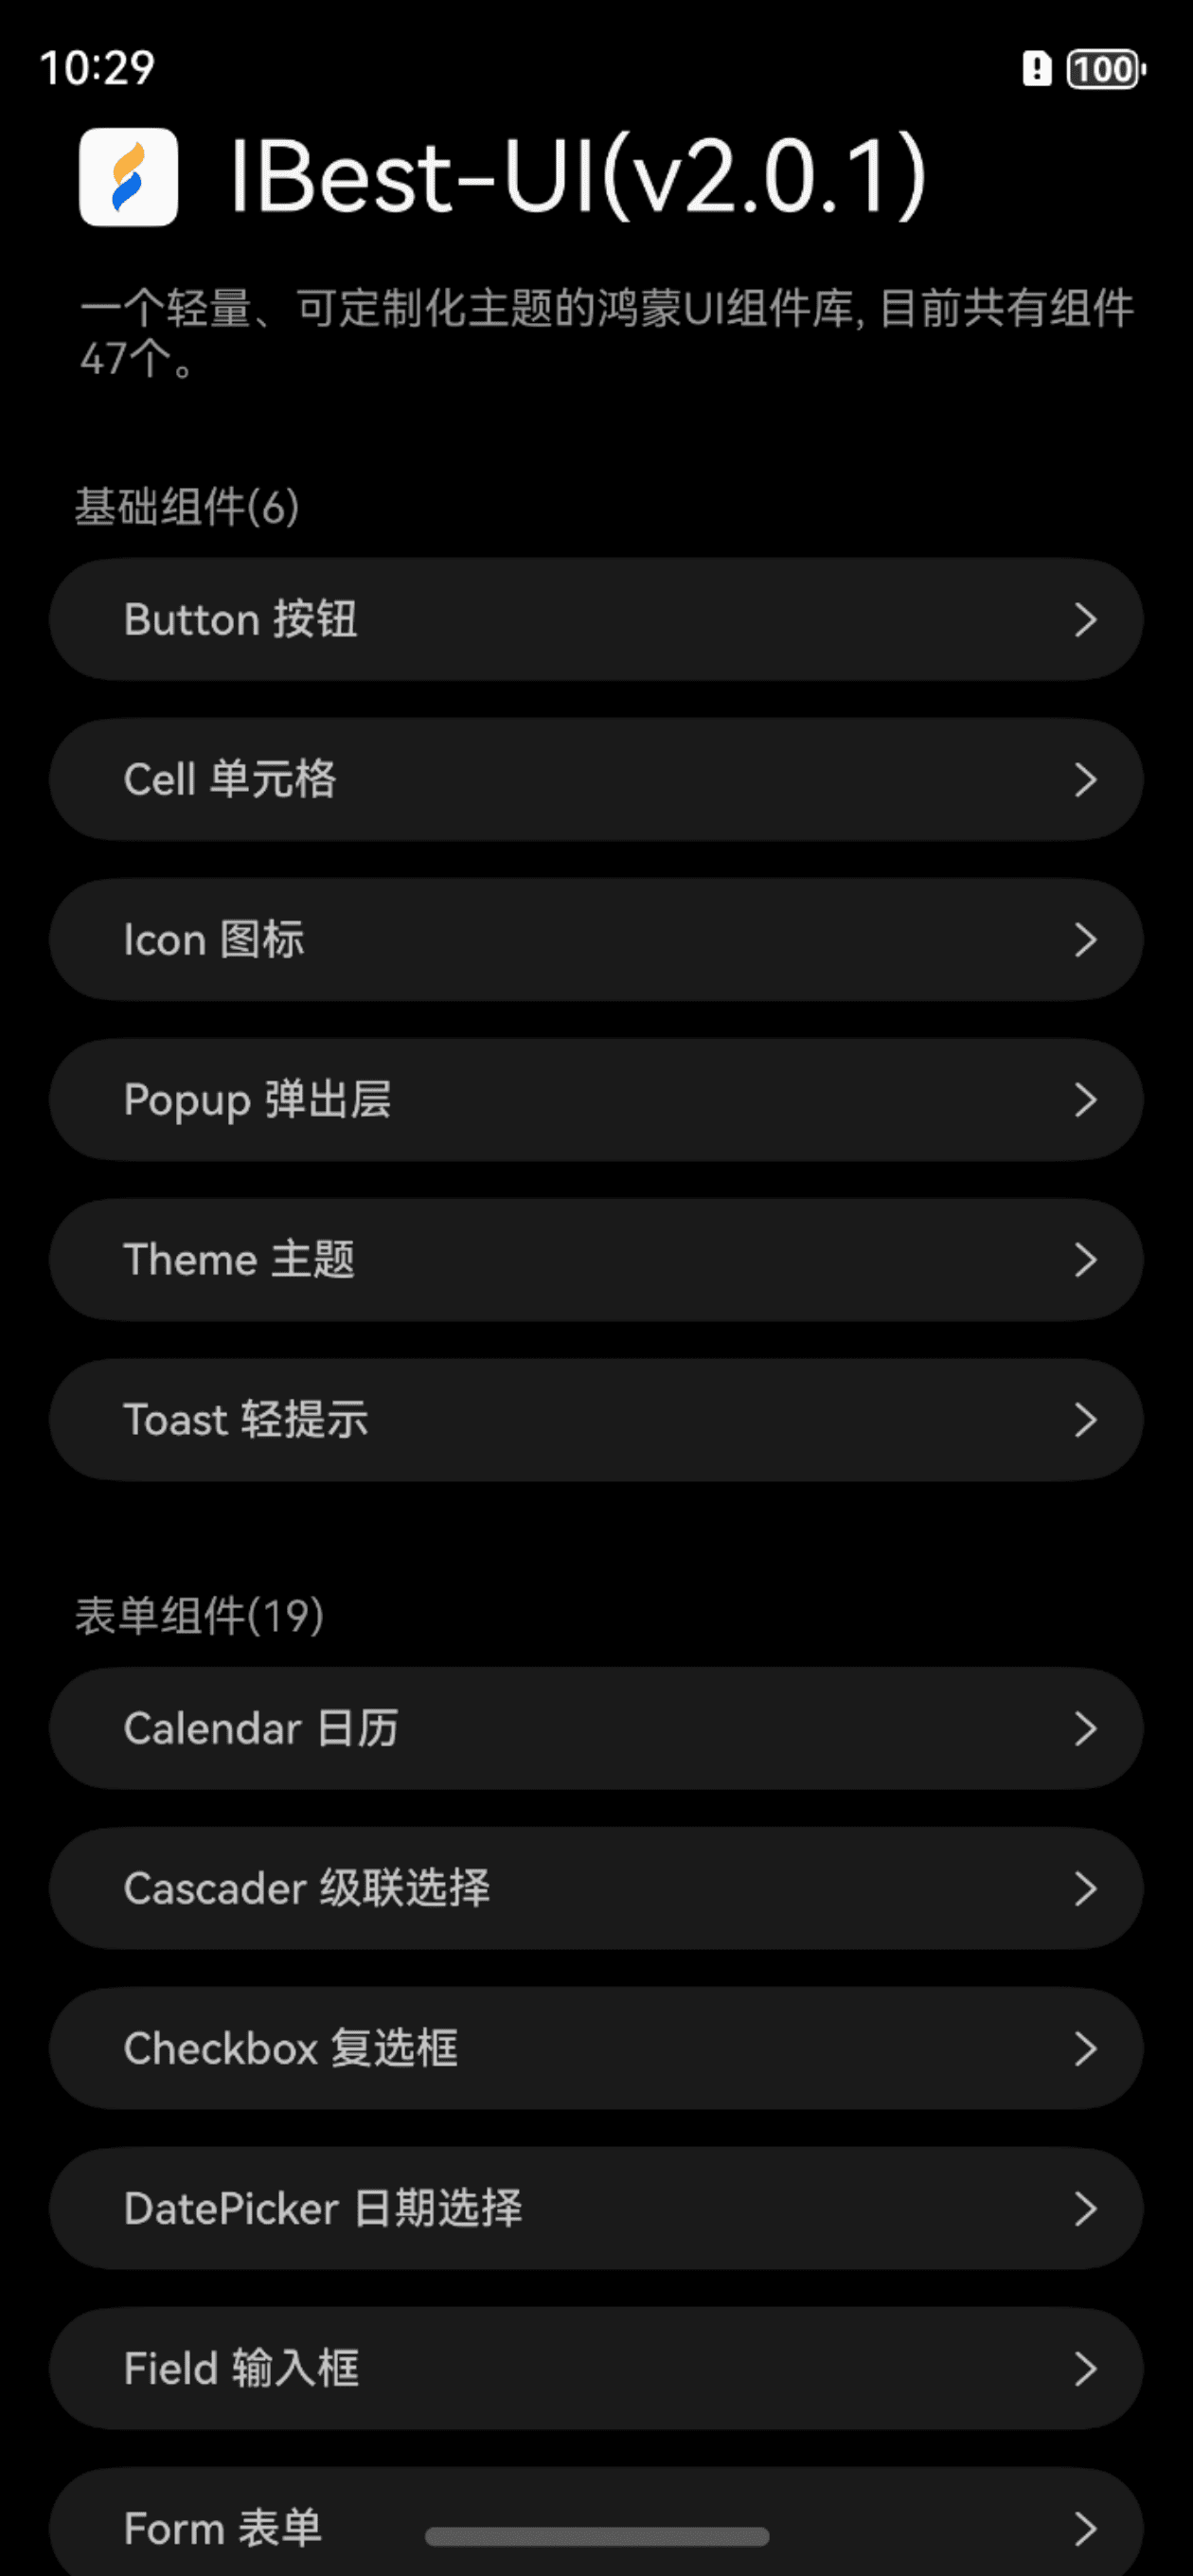 10:29
100
IBest-UI(v2.0.1)
一个轻量、可定制化主题的鸿蒙UI组件库, 目前共有组件
47个。
基础组件(6)
Button 按钮
Cell 单元格
Icon 图标
Popup 弹出层
Theme 主题
Toast 轻提示
表单组件(19)
Calendar 日历
Cascader 级联选择
Checkbox 复选框
DatePicker 日期选择
Field 输入框
Form 表单